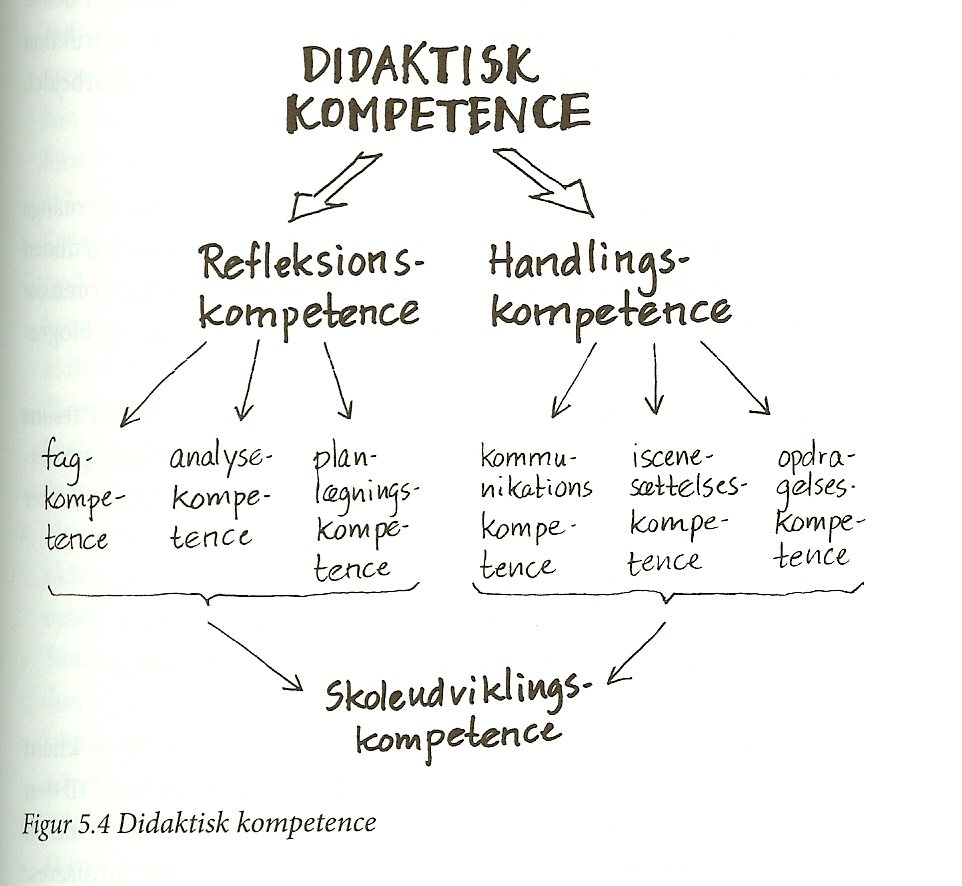 DIDAKTISK
KOMPETENCE
Refleksions-
kompetence
Handlings-
kompetence
fag-
kompe-
tence
analyse-
kompe-
tence
plan-
lægnings-
kompe-
tence
kommu-
nikations
kompe-
tence
iscene-
sættelses-
kompe-
tence
opdra-
gelses-
kompe-
tence
Skoleudviklings-
kompetence
Figur 5.4 Didaktisk kompetence